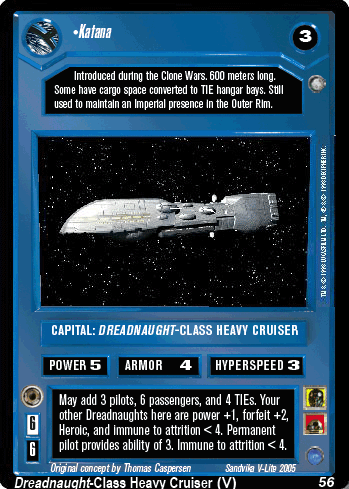 •Katana
3
Introduced during the Clone Wars. 600 meters long.
Some have cargo space converted to TIE hangar bays. Still
used to maintain an Imperial presence in the Outer Rim.
CAPITAL: DREADNAUGHT-CLASS HEAVY CRUISER
POWER 5 ARMOR 4 HYPERSPEED 3
May add 3 pilots, 6 passengers, and 4 TIEs. Your
other Dreadnaughts here are power +1, forfeit +2,
Heroic, and immune to attrition < 4. Permanent
pilot provides ability of 3. Immune to attrition < 4.
6
6
Original concept by Thomas Caspersen Sandvika V-Lite 2005
Dreadnaught-Class Heavy Cruiser (V) 56